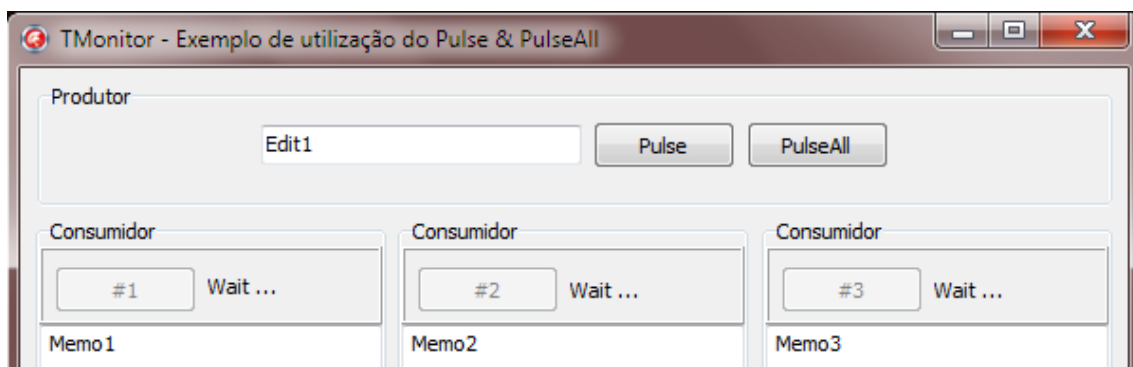 TMonitor - Exemplo de utilização do Pulse & PulseAll
Produtor
Edit1 Pulse PulseAll
Consumidor Consumidor Consumidor
#1 Wait ... #2 Wait ... #3 Wait ...
Memo1 Memo2 Memo3